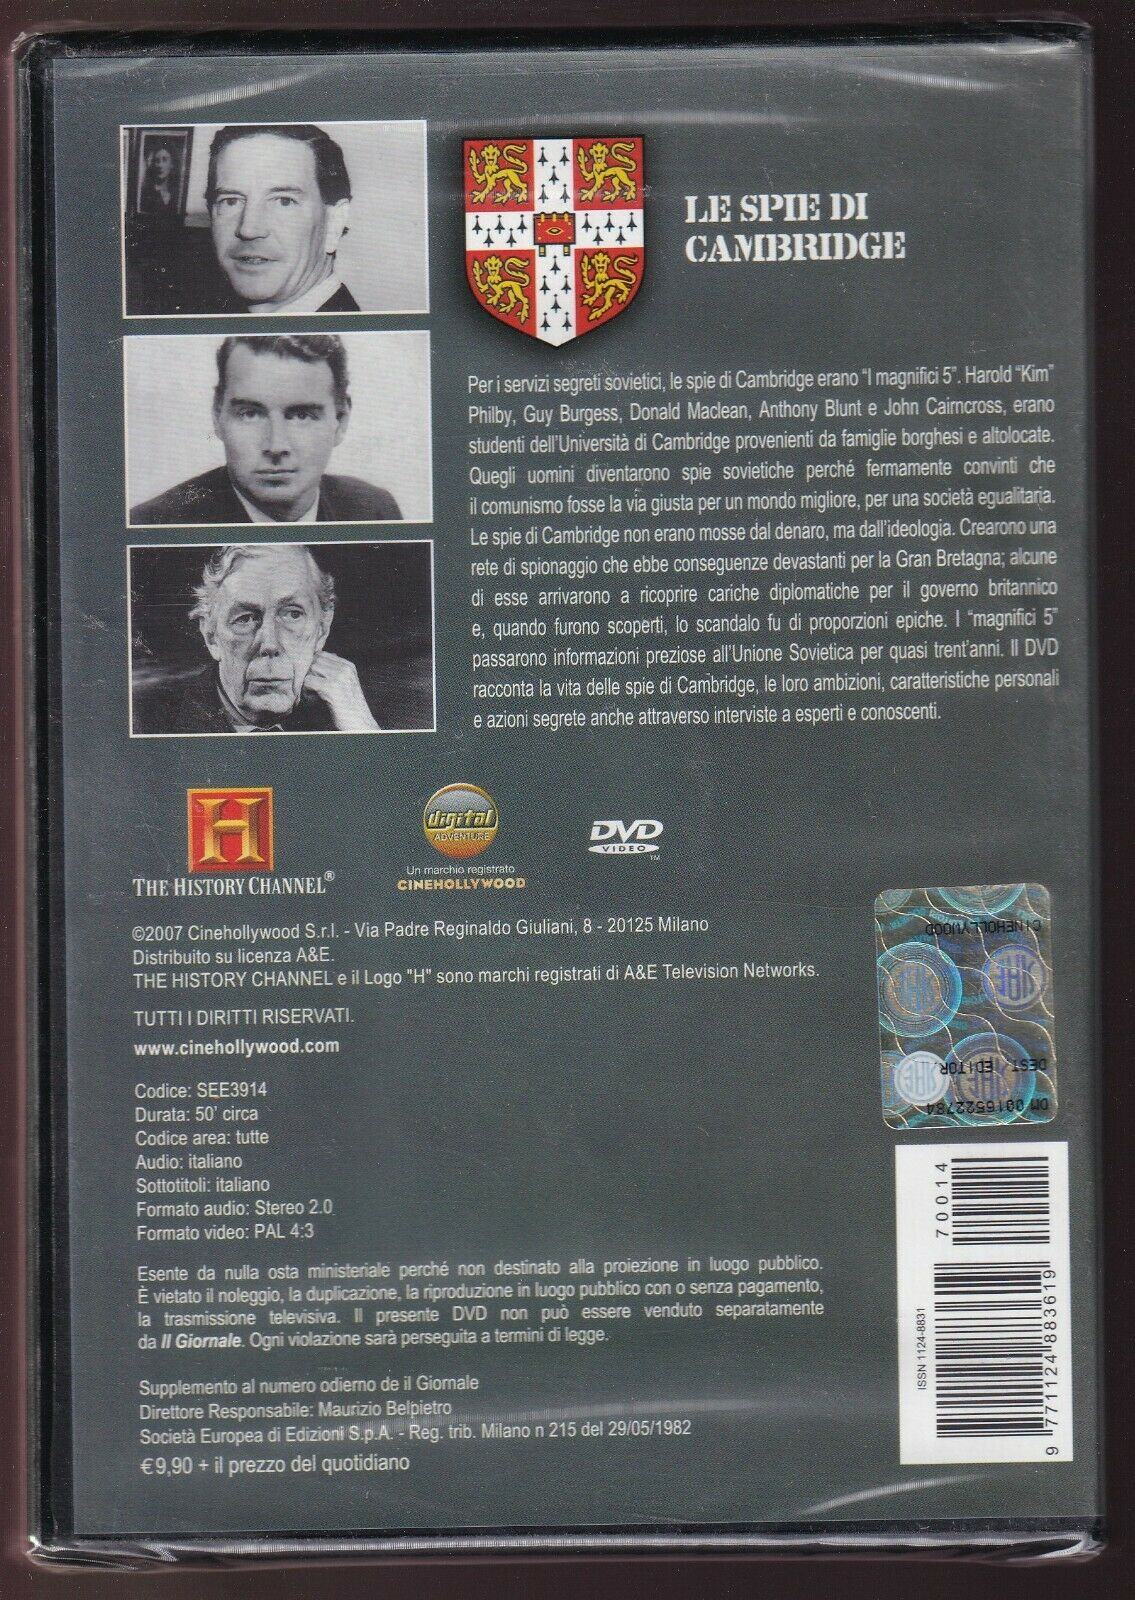 LE SPIE DI
CAMBRIDGE
Per i servizi segreti sovietici, le spie di Cambridge erano "I magnifici 5". Harold "Kim"
Philby, Guy Burgess, Donald Maclean, Anthony Blunt e John Cairncross, erano
studenti dell'Università di Cambridge provenienti da famiglie borghesi e altolocate.
Quegli uomini diventarono spie sovietiche perché fermamente convinti che
il comunismo fosse la via giusta per un mondo migliore, per una società egualitaria.
Le spie di Cambridge non erano mosse dal denaro, ma dall'ideologia. Crearono una
rete di spionaggio che ebbe conseguenze devastanti per la Gran Bretagna; alcune
di esse arrivarono a ricoprire cariche diplomatiche per il governo britannico
e, quando furono scoperti, lo scandalo fu di proporzioni epiche. I "magnifici 5"
passarono informazioni preziose all'Unione Sovietica per quasi trent'anni. Il DVD
racconta la vita delle spie di Cambridge, le loro ambizioni, caratteristiche personali
e azioni segrete anche attraverso interviste a esperti e conoscenti.
H
THE HISTORY CHANNEL®
digital
ADVENTURE
Un marchio registrato
CINEHOLLYWOOD
DVD
VIDEO™
©2007 Cinehollywood S.r.l. - Via Padre Reginaldo Giuliani, 8 - 20125 Milano
Distribuito su licenza A&E.
THE HISTORY CHANNEL e il Logo "H" sono marchi registrati di A&E Television Networks.
TUTTI I DIRITTI RISERVATI.
www.cinehollywood.com
Codice: SEE3914
Durata: 50' circa
Codice area: tutte
Audio: italiano
Sottotitoli: italiano
Formato audio: Stereo 2.0
Formato video: PAL 4:3
Esente da nulla osta ministeriale perché non destinato alla proiezione in luogo pubblico.
È vietato il noleggio, la duplicazione, la riproduzione in luogo pubblico con o senza pagamento,
la trasmissione televisiva. Il presente DVD non può essere venduto separatamente
da Il Giornale. Ogni violazione sarà perseguita a termini di legge.
Supplemento al numero odierno de il Giornale
Direttore Responsabile: Maurizio Belpietro
Società Europea di Edizioni S.p.A. - Reg. trib. Milano n 215 del 29/05/1982
€ 9,90 + il prezzo del quotidiano
CINEHOLLYWOOD
DEST. EDITOR.
DM 0016522784
70014
ISSN 1124-8831
9 771124 883619